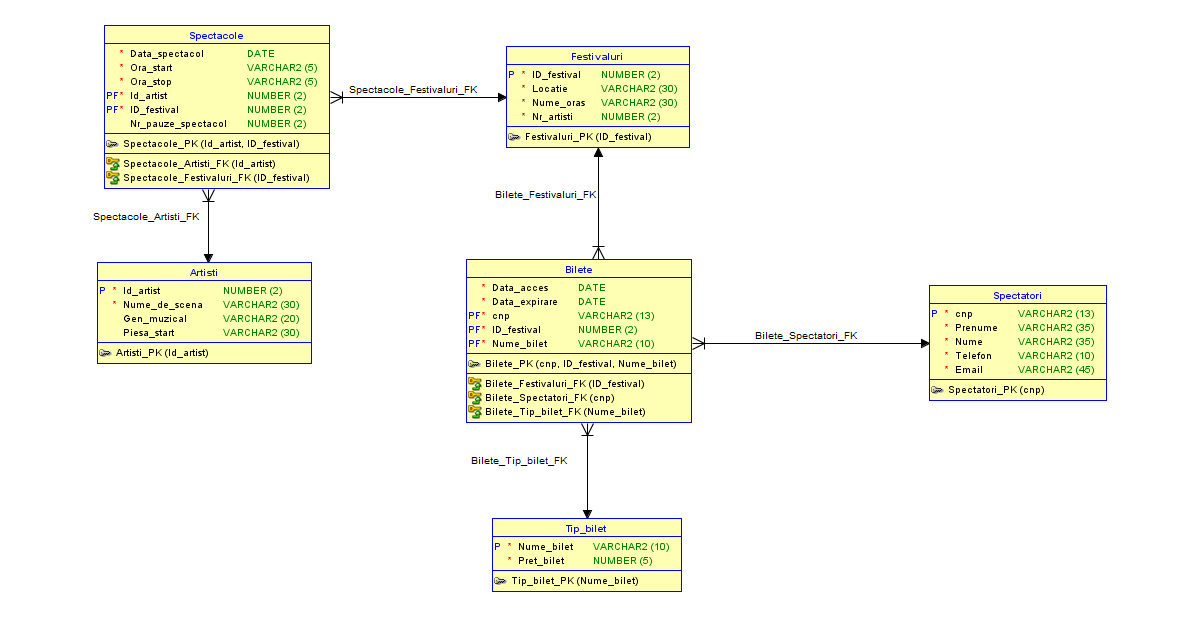 Spectacole
* Data_spectacol DATE
* Ora_start VARCHAR2 (5)
* Ora_stop VARCHAR2 (5)
PF* Id_artist NUMBER (2)
PF* ID_festival NUMBER (2)
Nr_pauze_spectacol NUMBER (2)
Spectacole_PK (Id_artist, ID_festival)
Spectacole_Artisti_FK (Id_artist)
Spectacole_Festivaluri_FK (ID_festival)
Spectacole_Festivaluri_FK
Festivaluri
P * ID_festival NUMBER (2)
* Locatie VARCHAR2 (30)
* Nume_oras VARCHAR2 (30)
* Nr_artisti NUMBER (2)
Festivaluri_PK (ID_festival)
Spectacole_Artisti_FK
Bilete_Festivaluri_FK
Artisti
P * Id_artist NUMBER (2)
* Nume_de_scena VARCHAR2 (30)
Gen_muzical VARCHAR2 (20)
Piesa_start VARCHAR2 (30)
Artisti_PK (Id_artist)
Bilete
* Data_acces DATE
* Data_expirare DATE
PF* cnp VARCHAR2 (13)
PF* ID_festival NUMBER (2)
PF* Nume_bilet VARCHAR2 (10)
Bilete_PK (cnp, ID_festival, Nume_bilet)
Bilete_Festivaluri_FK (ID_festival)
Bilete_Spectatori_FK (cnp)
Bilete_Tip_bilet_FK (Nume_bilet)
Bilete_Spectatori_FK
Spectatori
P * cnp VARCHAR2 (13)
* Prenume VARCHAR2 (35)
* Nume VARCHAR2 (35)
* Telefon VARCHAR2 (10)
* Email VARCHAR2 (45)
Spectatori_PK (cnp)
Bilete_Tip_bilet_FK
Tip_bilet
P * Nume_bilet VARCHAR2 (10)
* Pret_bilet NUMBER (5)
Tip_bilet_PK (Nume_bilet)